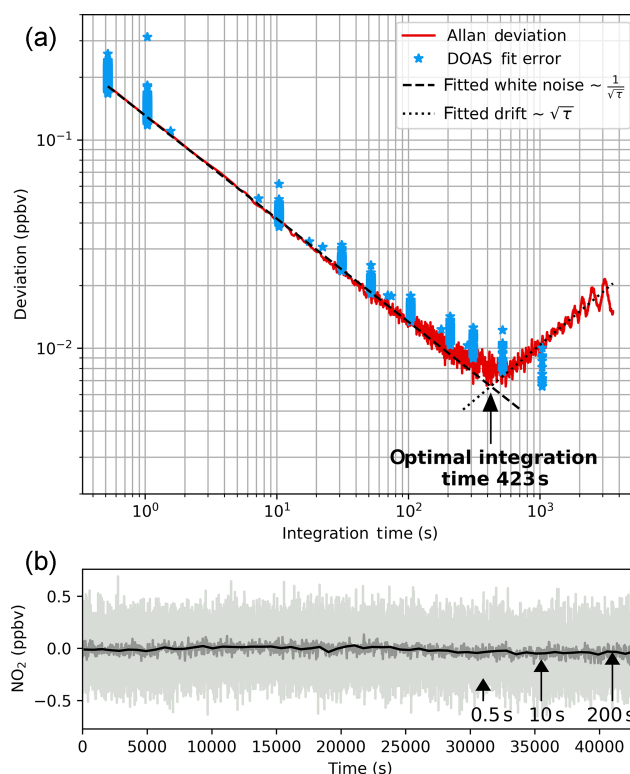 (a)
Allan deviation
DOAS fit error
Fitted white noise ~ 1/√τ
Fitted drift ~ √τ
Deviation (ppbv)
10⁻¹
10⁻²
Optimal integration
time 423 s
10⁰ 10¹ 10² 10³
Integration time (s)
(b)
NO₂ (ppbv)
0.5
0.0
−0.5
0.5 s 10 s 200 s
0 5000 10000 15000 20000 25000 30000 35000 40000
Time (s)